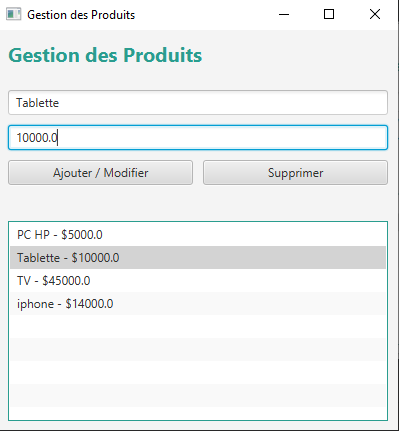 Gestion des Produits
Gestion des Produits
Tablette
10000.0
Ajouter / Modifier
Supprimer
PC HP - $5000.0
Tablette - $10000.0
TV - $45000.0
iphone - $14000.0